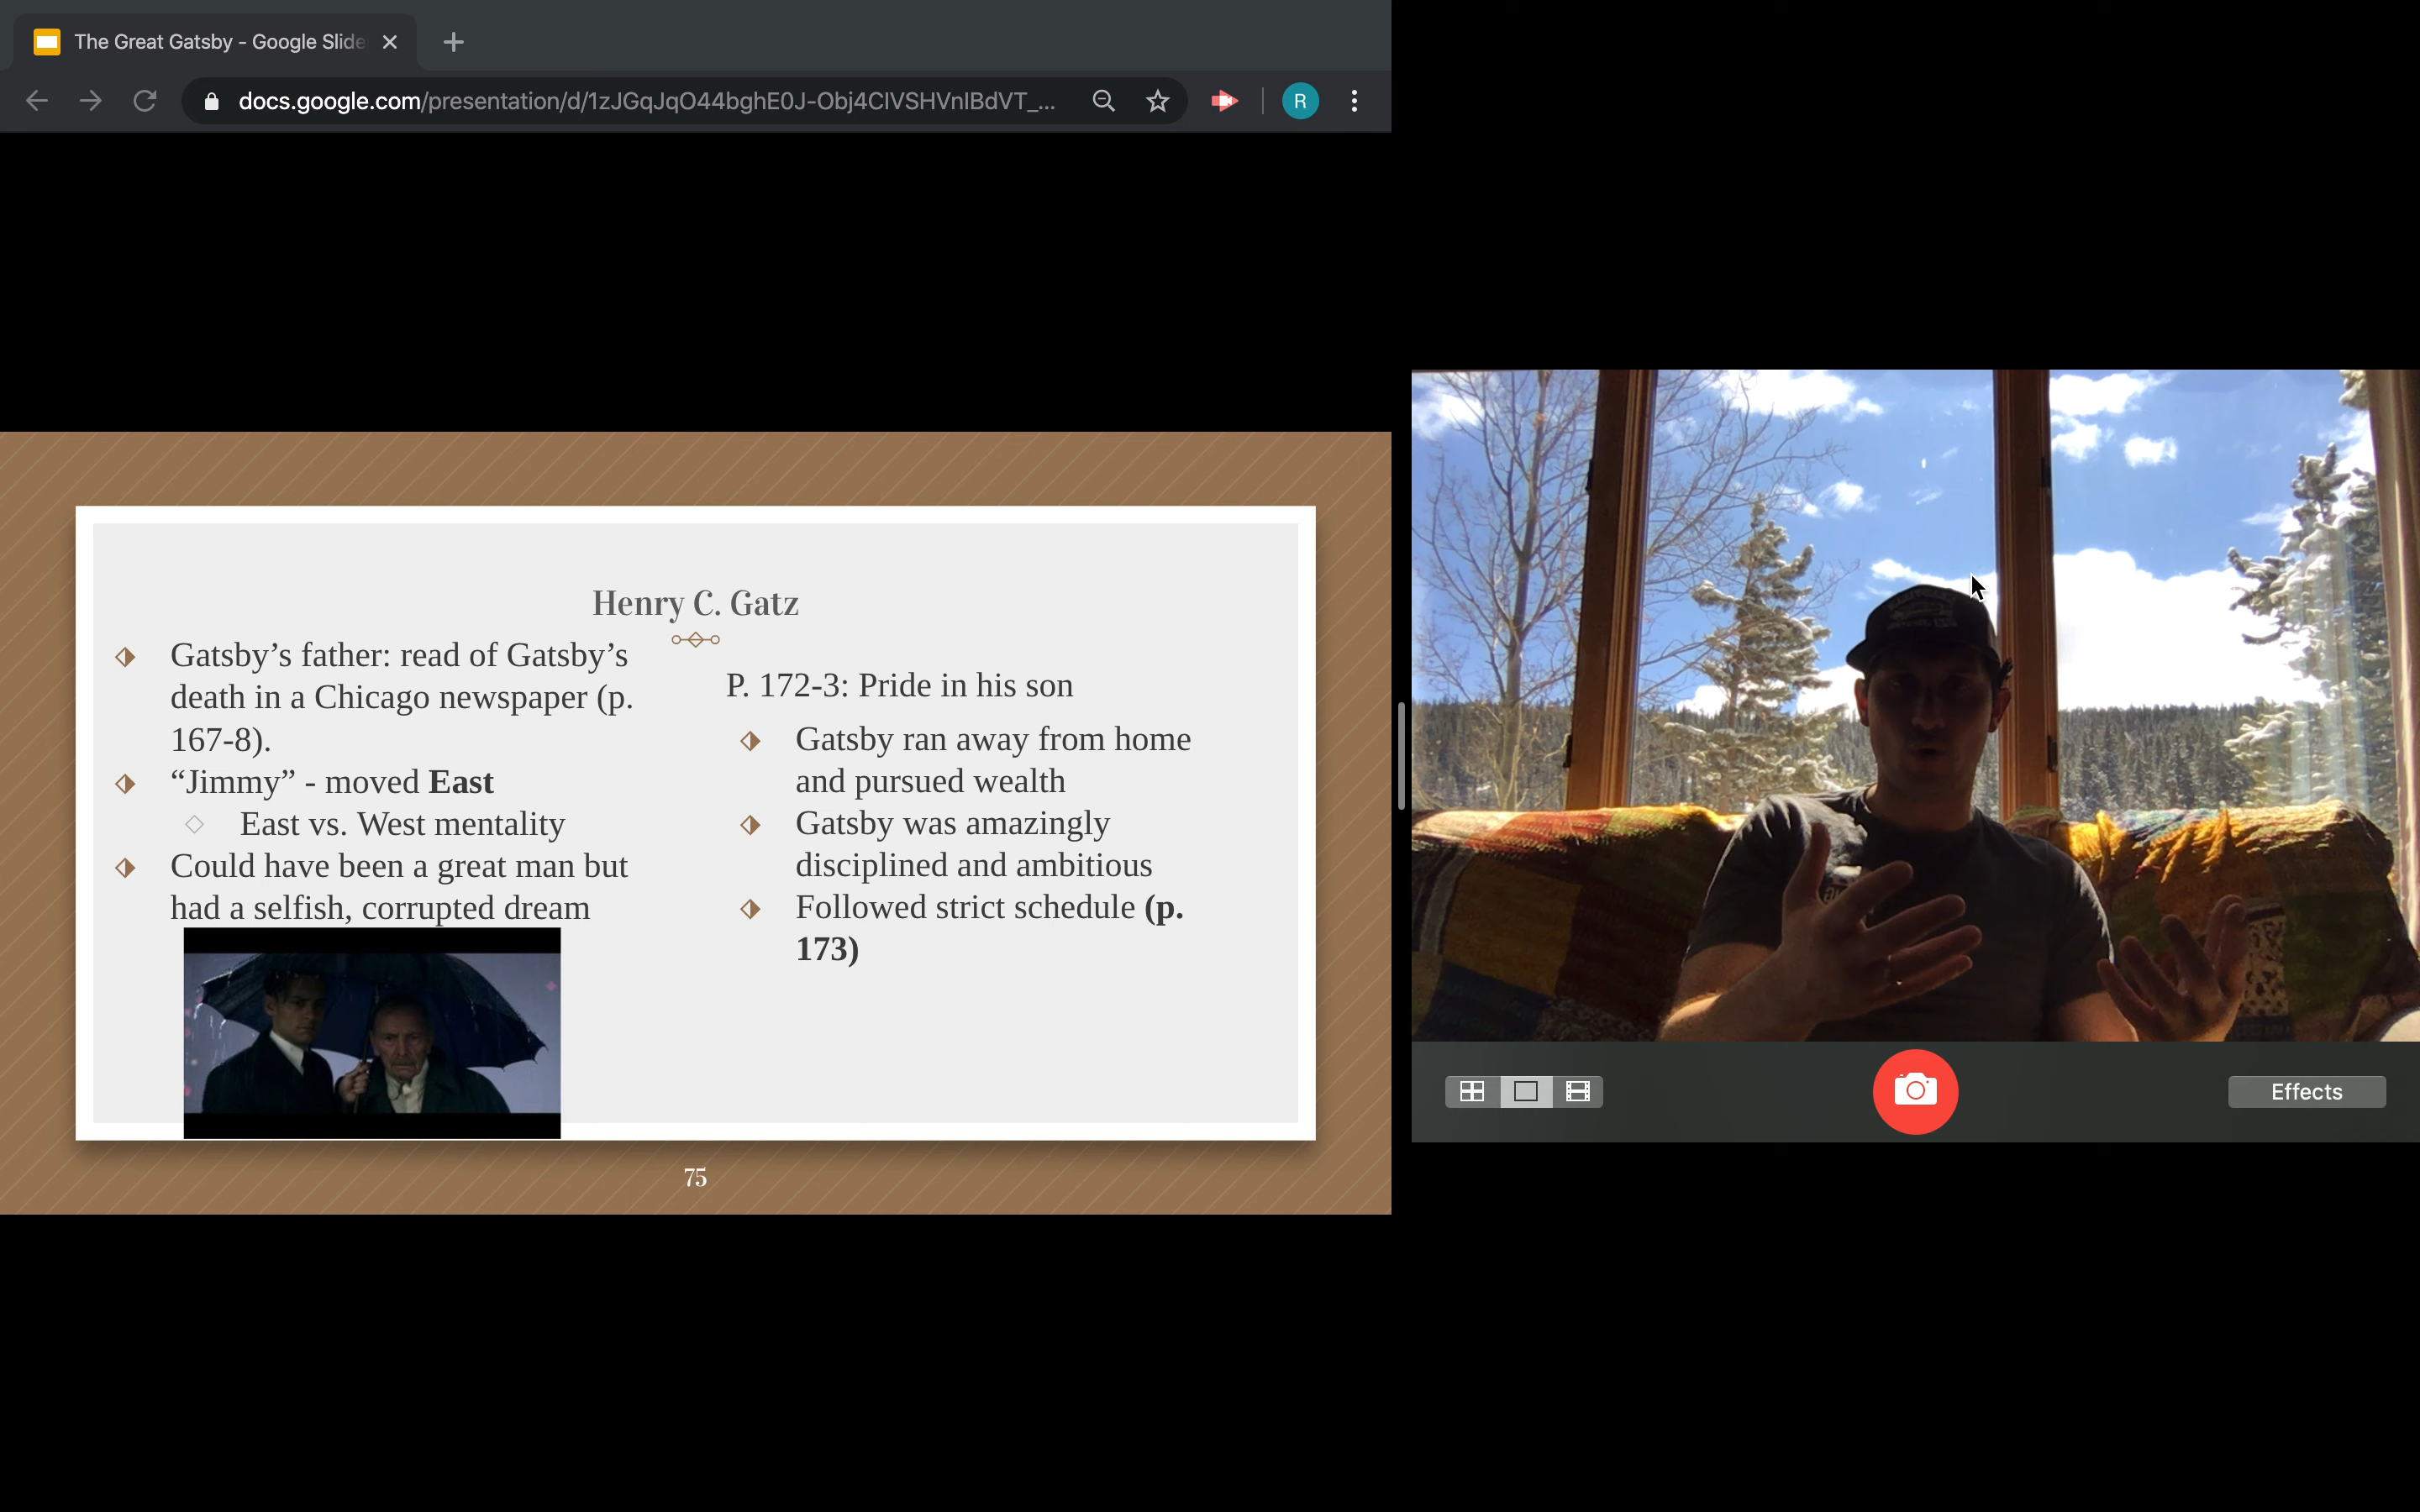 The Great Gatsby - Google Slide
docs.google.com/presentation/d/1zJGqJqO44bghE0J-Obj4CIVSHVnIBdVT_...
R
Henry C. Gatz
Gatsby’s father: read of Gatsby’s
death in a Chicago newspaper (p.
167-8).
“Jimmy” - moved East
East vs. West mentality
Could have been a great man but
had a selfish, corrupted dream
P. 172-3: Pride in his son
Gatsby ran away from home
and pursued wealth
Gatsby was amazingly
disciplined and ambitious
Followed strict schedule (p.
173)
75
Effects